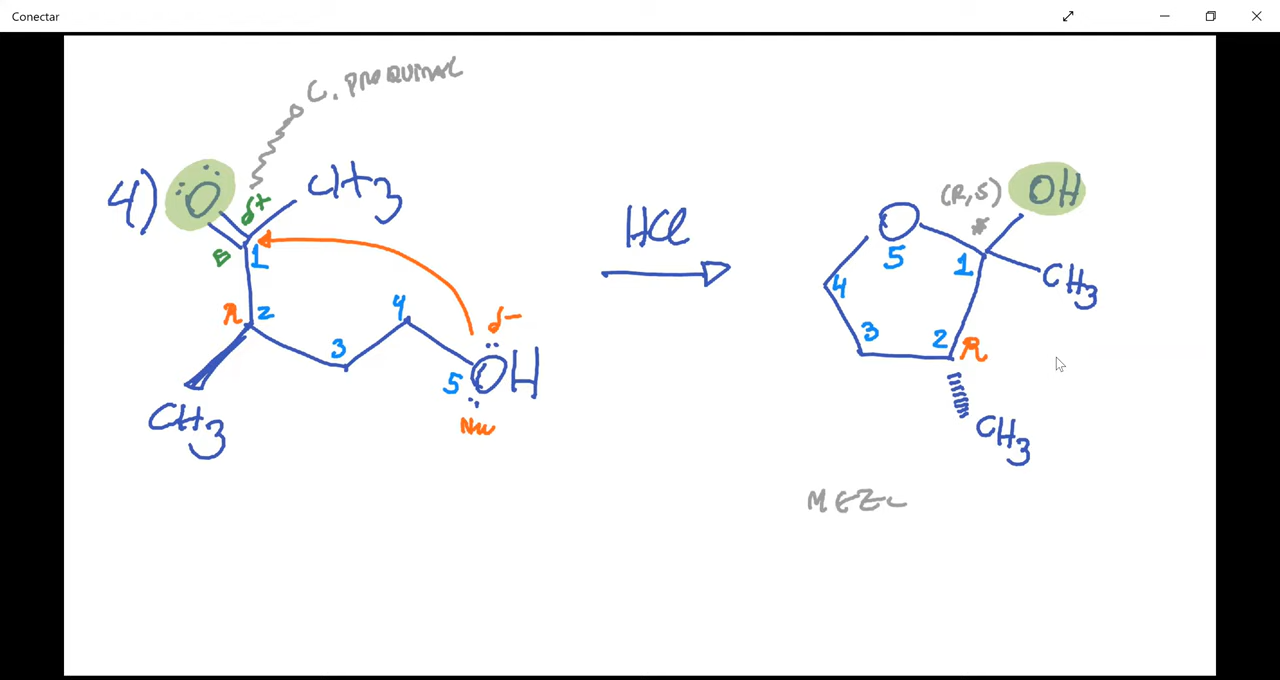 Conectar
C. PROQUIRAL
4)
O
δ+
CH3
E
1
R 2
3
4
5
δ-
OH
Nu
CH3
HCl
(R,S)
*
OH
O
5
1
CH3
4
3
2
R
CH3
MEZC